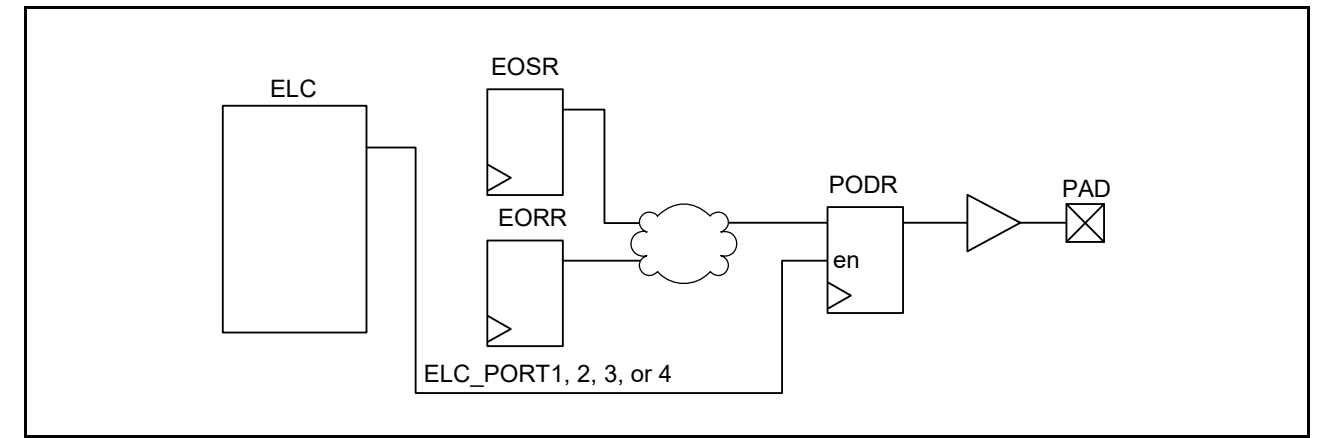 ELC
EOSR
EORR
PODR
en
PAD
ELC_PORT1, 2, 3, or 4